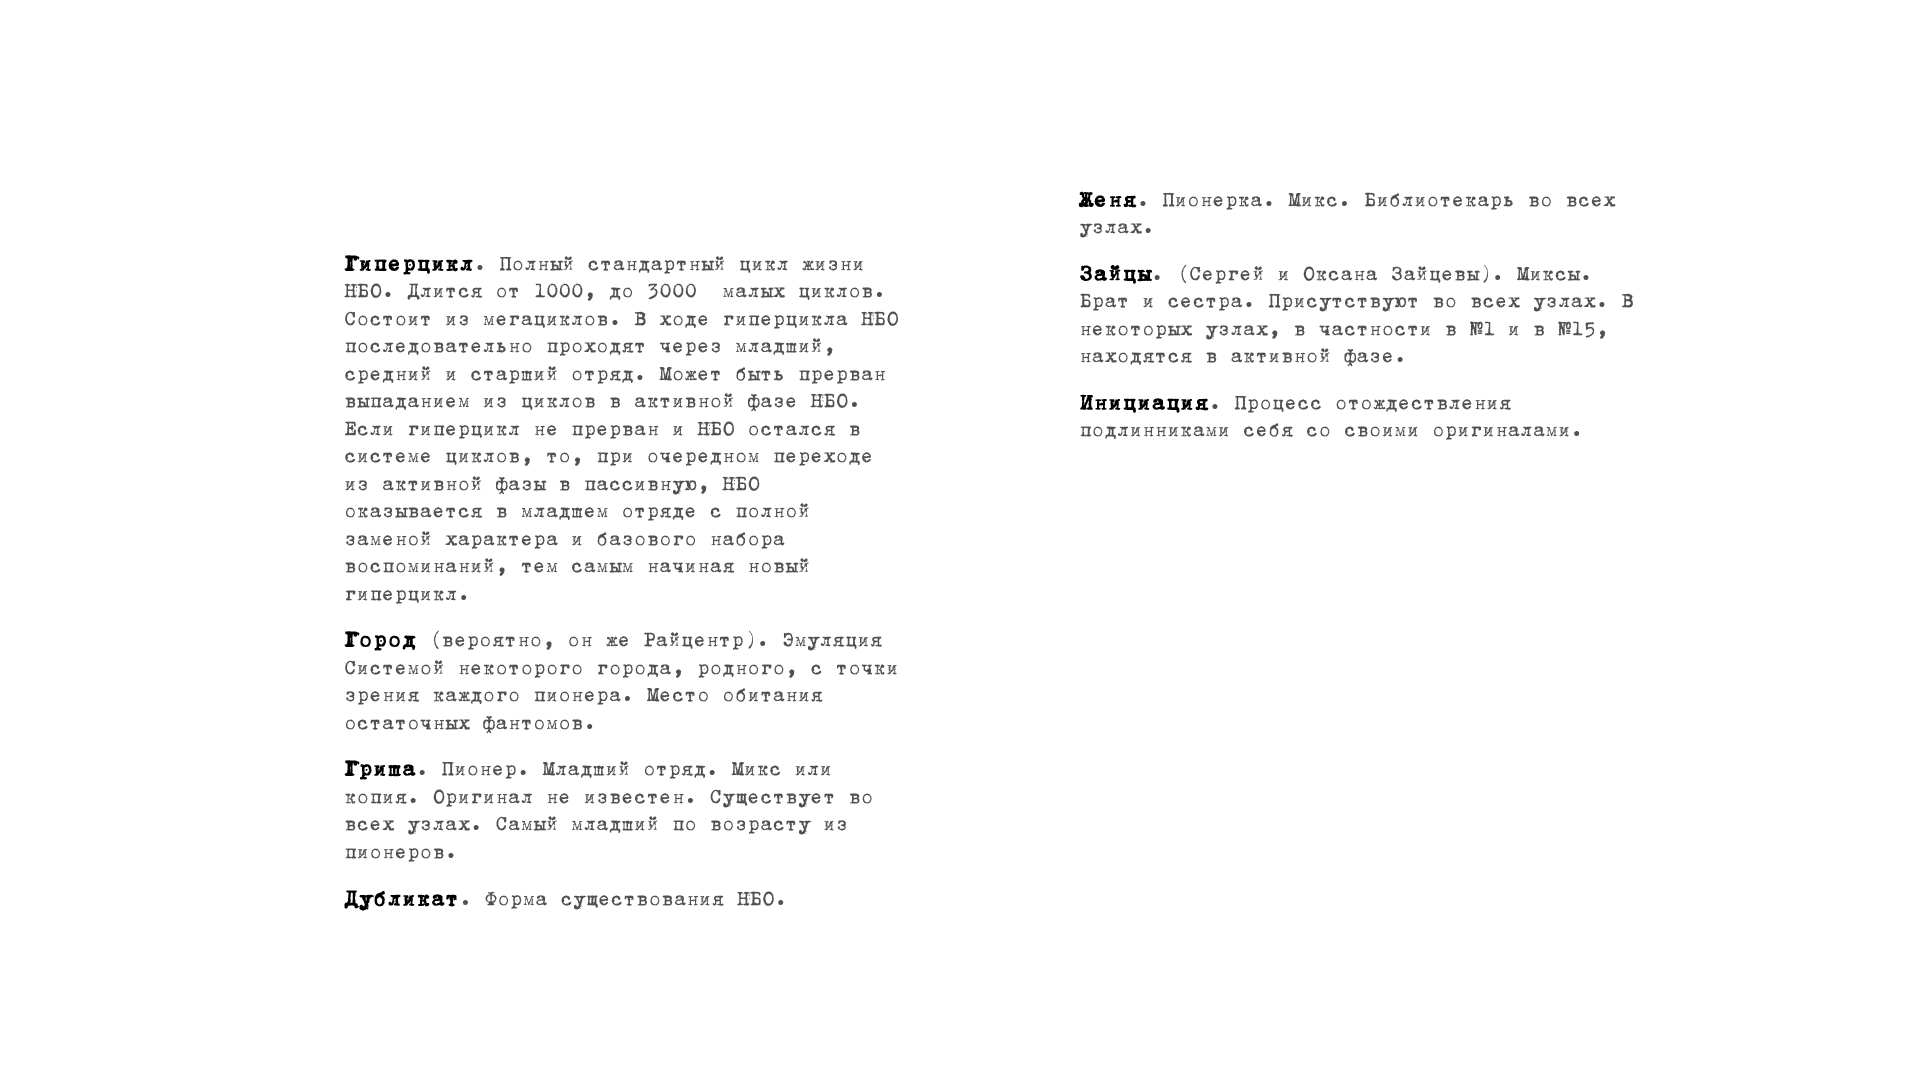 Гиперцикл. Полный стандартный цикл жизни
НБО. Длится от 1000, до 3000  малых циклов.
Состоит из мегациклов. В ходе гиперцикла НБО
последовательно проходят через младший,
средний и старший отряд. Может быть прерван
выпаданием из циклов в активной фазе НБО.
Если гиперцикл не прерван и НБО остался в
системе циклов, то, при очередном переходе
из активной фазы в пассивную, НБО
оказывается в младшем отряде с полной
заменой характера и базового набора
воспоминаний, тем самым начиная новый
гиперцикл.
Город (вероятно, он же Райцентр). Эмуляция
Системой некоторого города, родного, с точки
зрения каждого пионера. Место обитания
остаточных фантомов.
Гриша. Пионер. Младший отряд. Микс или
копия. Оригинал не известен. Существует во
всех узлах. Самый младший по возрасту из
пионеров.
Дубликат. Форма существования НБО.
Женя. Пионерка. Микс. Библиотекарь во всех
узлах.
Зайцы. (Сергей и Оксана Зайцевы). Миксы.
Брат и сестра. Присутствуют во всех узлах. В
некоторых узлах, в частности в №1 и в №15,
находятся в активной фазе.
Инициация. Процесс отождествления
подлинниками себя со своими оригиналами.